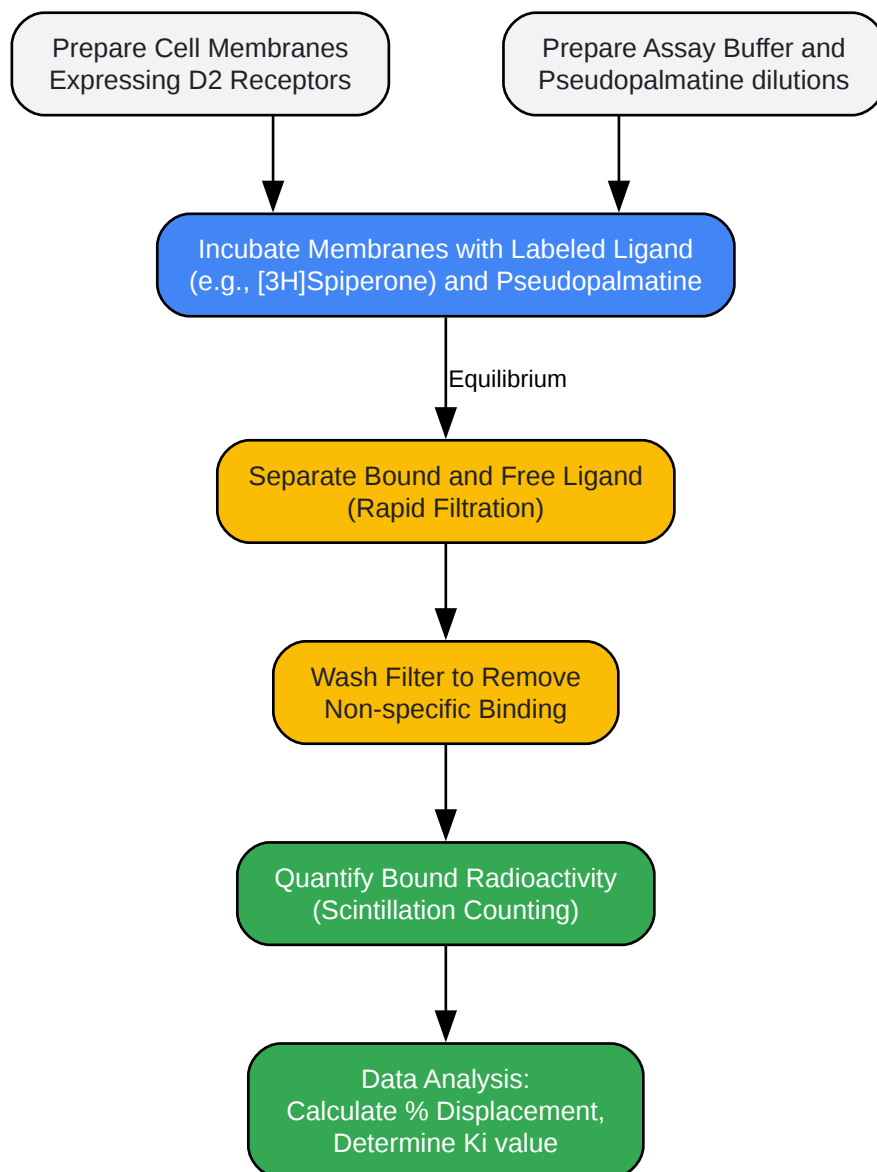 Prepare Cell Membranes
Expressing D2 Receptors
Prepare Assay Buffer and
Pseudopalmatine dilutions
Incubate Membranes with Labeled Ligand
(e.g., [3H]Spiperone) and Pseudopalmatine
Equilibrium
Separate Bound and Free Ligand
(Rapid Filtration)
Wash Filter to Remove
Non-specific Binding
Quantify Bound Radioactivity
(Scintillation Counting)
Data Analysis:
Calculate % Displacement,
Determine Ki value